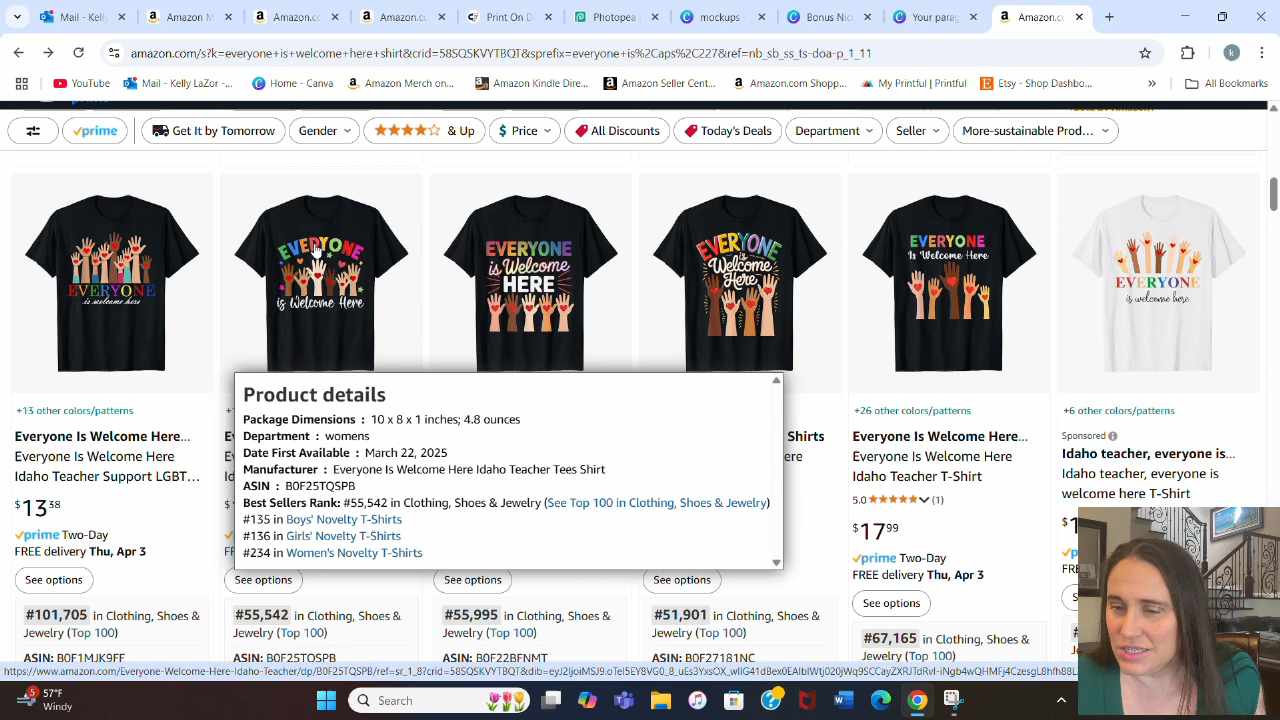 Mail - Kelly
Amazon M
Amazon.co
Amazon.co
Print On D
Photopea
mockups
Bonus Nic
Your parag
Amazon.co
amazon.com/s?k=everyone+is+welcome+here+shirt&crid=58SQSKVYTBQT&sprefix=everyone+is%2Caps%2C227&ref=nb_sb_ss_ts-doa-p_1_11
k
YouTube
Mail - Kelly LaZor -...
Home - Canva
Amazon Merch on...
Amazon Kindle Dire...
Amazon Seller Cent...
Amazon.com Shopp...
My Printful | Printful
Etsy - Shop Dashbo...
»
All Bookmarks
prime
Get It by Tomorrow
Gender
& Up
$ Price
All Discounts
Today's Deals
Department
Seller
More-sustainable Prod...
EVERYONE
is welcome here
EVERYONE
is Welcome Here
EVERYONE
is Welcome
HERE
EVERYONE
is
Welcome
Here
EVERYONE
Is Welcome Here
EVERYONE
is welcome here
+13 other colors/patterns
+26 other colors/patterns
+6 other colors/patterns
Everyone Is Welcome Here...
Everyone Is Welcome Here
Idaho Teacher Support LGBT...
$13 38
prime Two-Day
FREE delivery Thu, Apr 3
See options
#101,705 in Clothing, Shoes &
Jewelry (Top 100)
ASIN: B0F1MJK9FF
Product details
Package Dimensions : 10 x 8 x 1 inches; 4.8 ounces
Department : womens
Date First Available : March 22, 2025
Manufacturer : Everyone Is Welcome Here Idaho Teacher Tees Shirt
ASIN : B0F25TQSPB
Best Sellers Rank: #55,542 in Clothing, Shoes & Jewelry (See Top 100 in Clothing, Shoes & Jewelry)
#135 in Boys' Novelty T-Shirts
#136 in Girls' Novelty T-Shirts
#234 in Women's Novelty T-Shirts
See options
#55,542 in Clothing, Shoes &
Jewelry (Top 100)
ASIN: B0F25TQSPB
See options
#55,995 in Clothing, Shoes &
Jewelry (Top 100)
ASIN: B0F22BFNMT
Shirts
here
See options
#51,901 in Clothing, Shoes &
Jewelry (Top 100)
ASIN: B0F27181NC
Everyone Is Welcome Here...
Everyone Is Welcome Here
Idaho Teacher T-Shirt
5.0 (1)
$17 99
prime Two-Day
FREE delivery Thu, Apr 3
See options
#67,165 in Clothing, Shoes &
Jewelry (Top 100)
Sponsored
Idaho teacher, everyone is...
Idaho teacher, everyone is
welcome here T-Shirt
5
57°F
Windy
Search